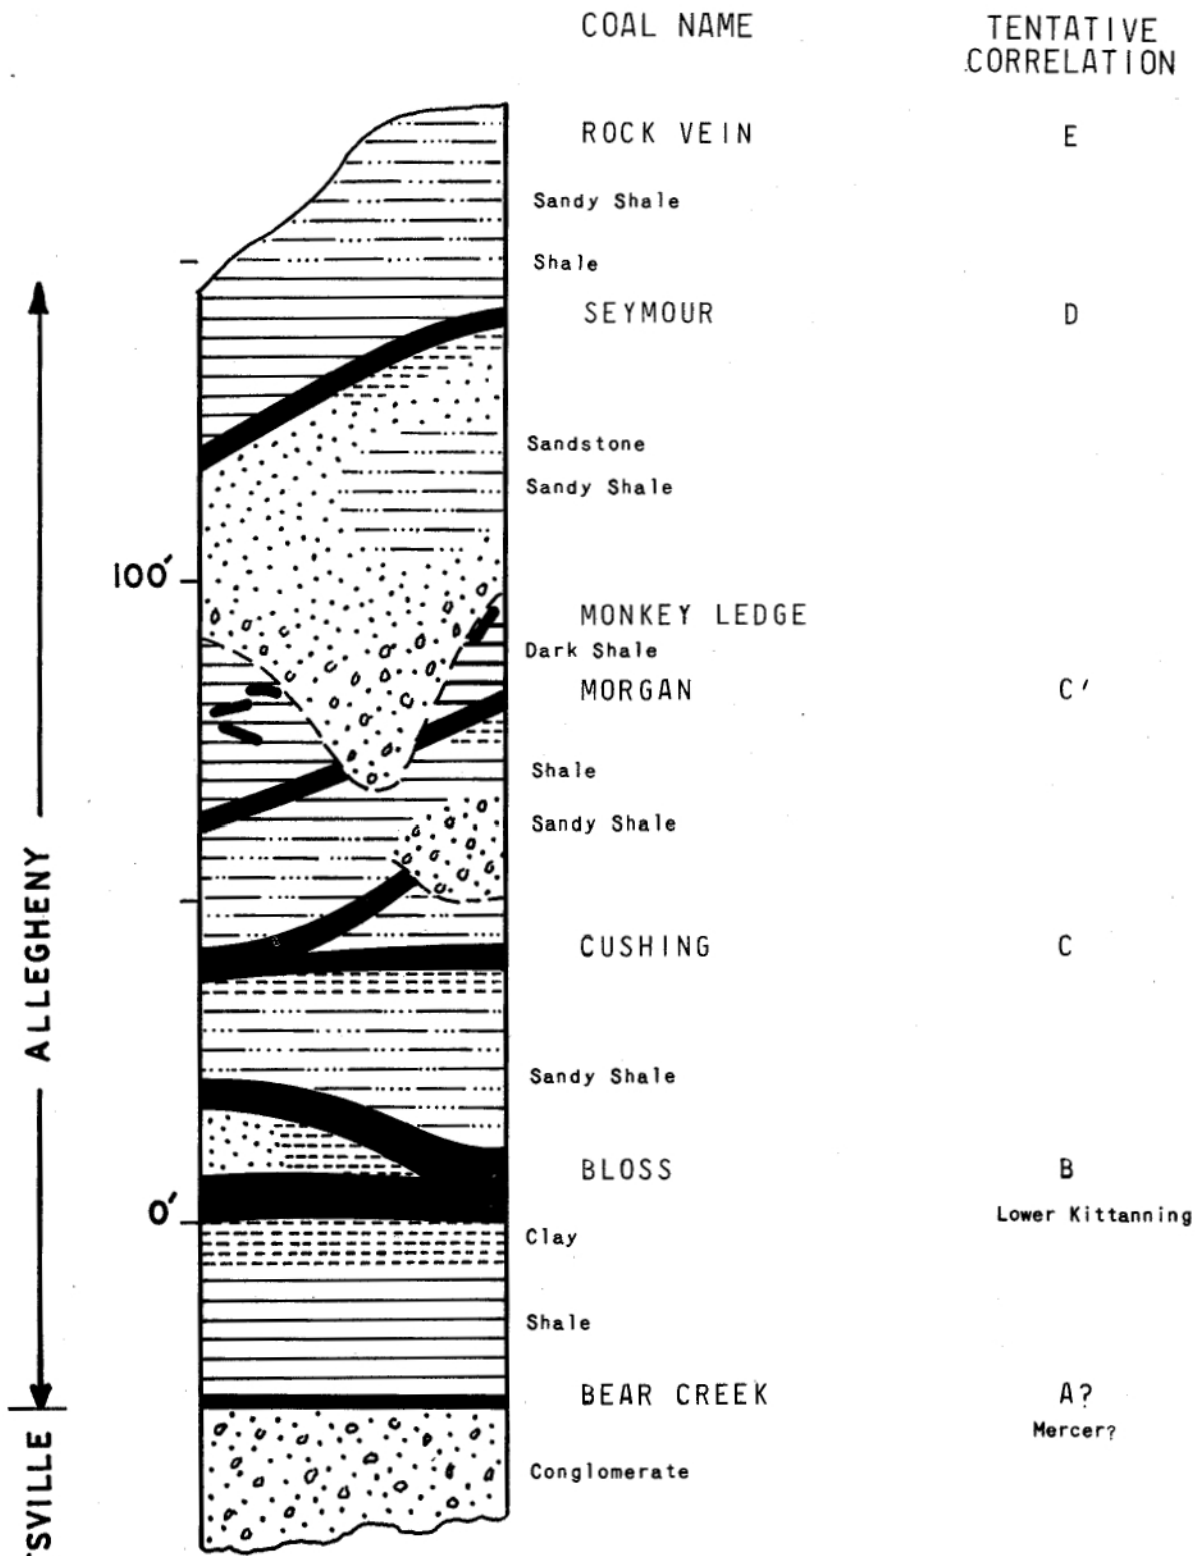 COAL NAME
TENTATIVE
CORRELATION
ROCK VEIN
E
Sandy Shale
Shale
SEYMOUR
D
Sandstone
Sandy Shale
100'
MONKEY LEDGE
Dark Shale
MORGAN
C'
Shale
Sandy Shale
ALLEGHENY
CUSHING
C
Sandy Shale
BLOSS
B
0'
Lower Kittanning
Clay
Shale
BEAR CREEK
A?
Mercer?
Conglomerate
TSVILLE